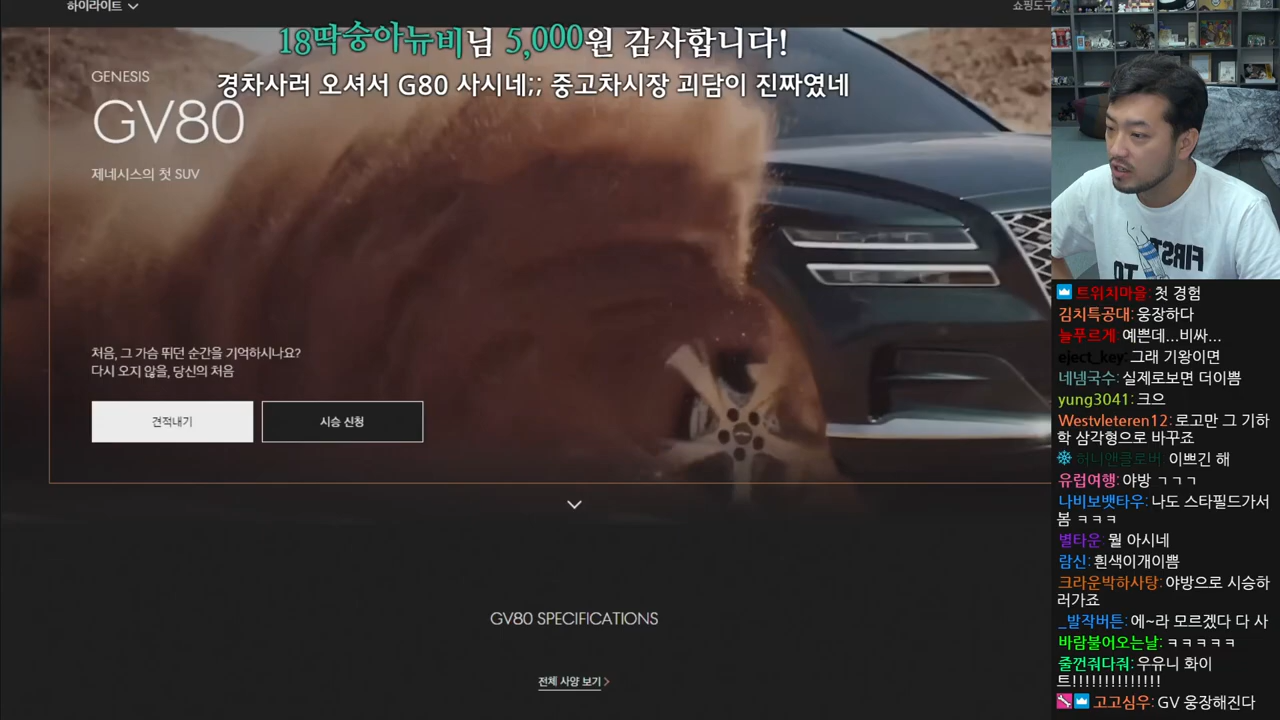 하이라이트
쇼핑도구
18딱숭아뉴비님 5,000원 감사합니다!
경차사러 오셔서 G80 사시네;; 중고차시장 괴담이 진짜였네
GENESIS
GV80
제네시스의 첫 SUV
처음, 그 가슴 뛰던 순간을 기억하시나요?
다시 오지 않을, 당신의 처음
견적내기
시승 신청
GV80 SPECIFICATIONS
전체 사양 보기
FIRST
TO
트위치마을: 첫 경험
김치특공대: 웅장하다
늘푸르게: 예쁜데...비싸...
eject_key: 그래 기왕이면
네넴국수: 실제로보면 더이쁨
yung3041: 크으
Westvleteren12: 로고만 그 기하
학 삼각형으로 바꾸죠
허니앤클로버: 이쁘긴 해
유럽여행: 야방 ㄱㄱㄱ
나비보뱃타우: 나도 스타필드가서
봄 ㅋㅋㅋ
별타운: 뭘 아시네
람신: 흰색이개이쁨
크라운박하사탕: 야방으로 시승하
러가죠
_발작버튼: 에~라 모르겠다 다 사
바람불어오는날: ㅋㅋㅋㅋㅋ
줄껀줘다줘: 우유니 화이
트!!!!!!!!!!!!!!
고고심우: GV 웅장해진다